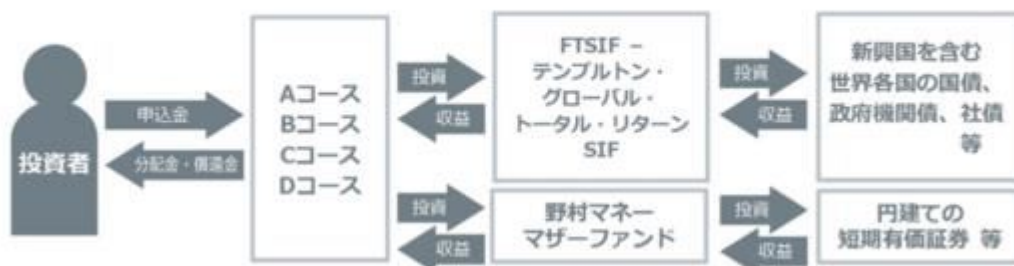 投資者
申込金
分配金・償還金
Aコース
Bコース
Cコース
Dコース
投資
収益
FTSIF –
テンプルトン・
グローバル・
トータル・リターン
SIF
投資
収益
新興国を含む
世界各国の国債、
政府機関債、社債
等
投資
収益
野村マネー
マザーファンド
投資
収益
円建ての
短期有価証券 等